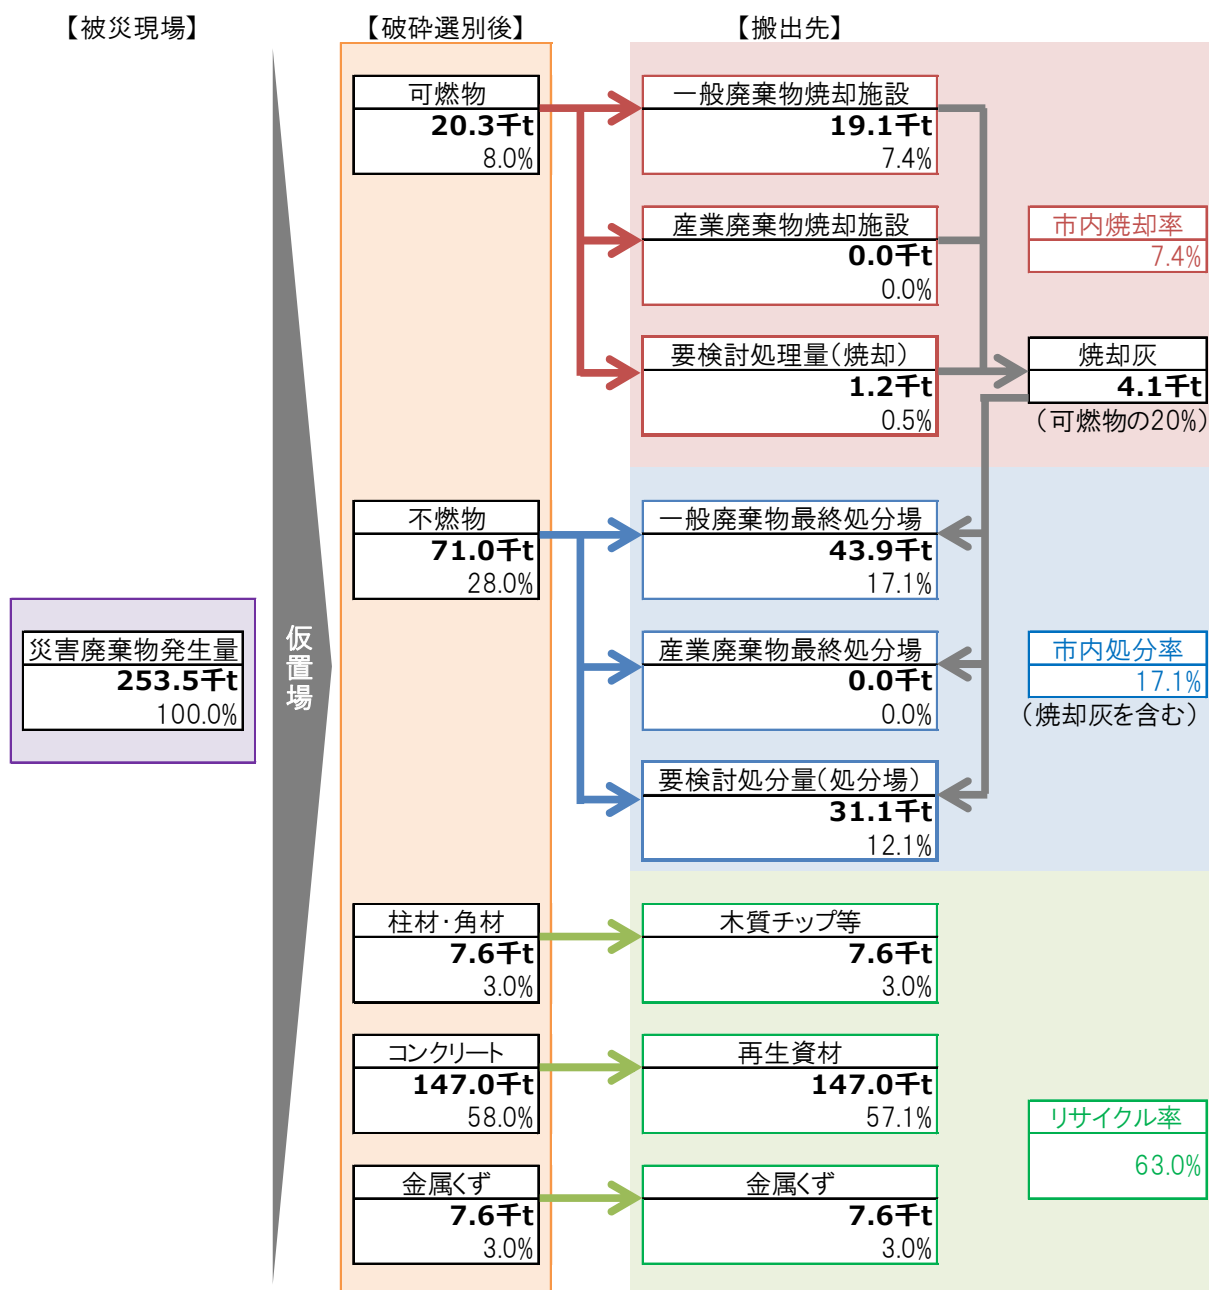 【被災現場】
【破砕選別後】
【搬出先】
災害廃棄物発生量
253.5千t
100.0%
仮置場
可燃物
20.3千t
8.0%
不燃物
71.0千t
28.0%
柱材・角材
7.6千t
3.0%
コンクリート
147.0千t
58.0%
金属くず
7.6千t
3.0%
一般廃棄物焼却施設
19.1千t
7.4%
産業廃棄物焼却施設
0.0千t
0.0%
要検討処理量(焼却)
1.2千t
0.5%
市内焼却率
7.4%
焼却灰
4.1千t
(可燃物の20%)
一般廃棄物最終処分場
43.9千t
17.1%
産業廃棄物最終処分場
0.0千t
0.0%
要検討処分量(処分場)
31.1千t
12.1%
市内処分率
17.1%
(焼却灰を含む)
木質チップ等
7.6千t
3.0%
再生資材
147.0千t
57.1%
金属くず
7.6千t
3.0%
リサイクル率
63.0%